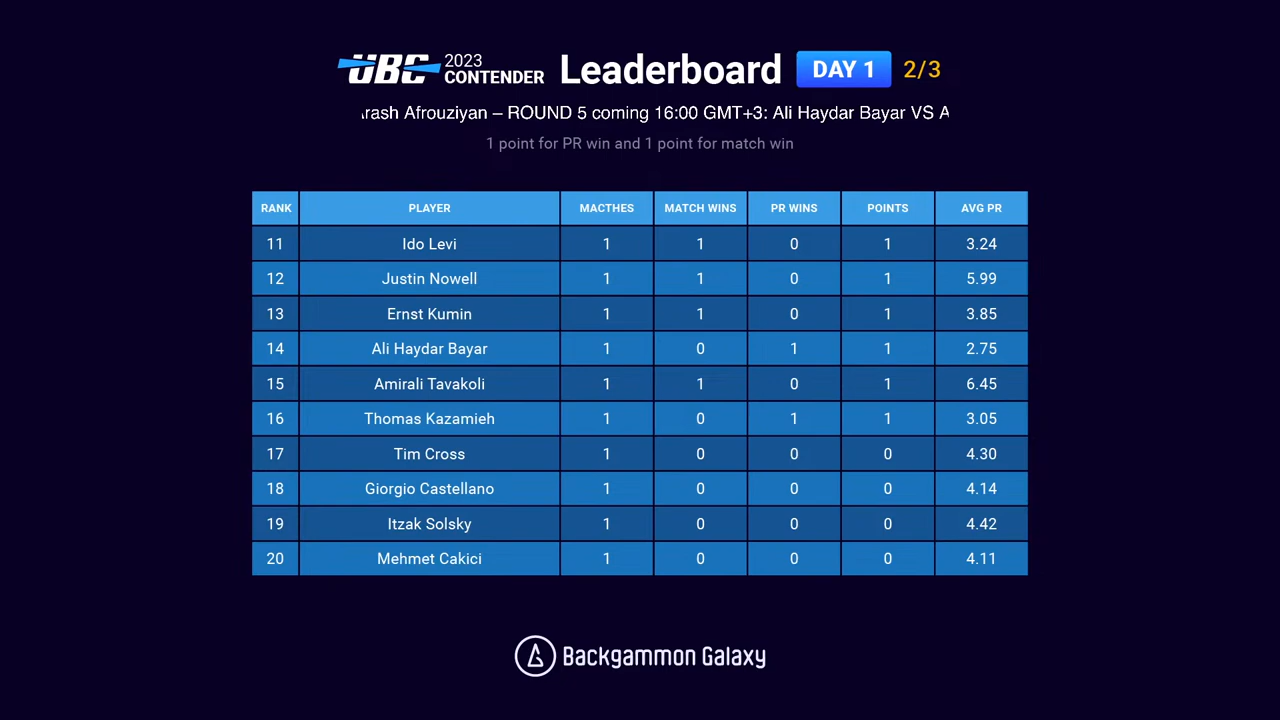 UBC 2023 CONTENDER Leaderboard DAY 1 2/3
rash Afrouziyan – ROUND 5 coming 16:00 GMT+3: Ali Haydar Bayar VS A
1 point for PR win and 1 point for match win
RANK PLAYER MACTHES MATCH WINS PR WINS POINTS AVG PR
11 Ido Levi 1 1 0 1 3.24
12 Justin Nowell 1 1 0 1 5.99
13 Ernst Kumin 1 1 0 1 3.85
14 Ali Haydar Bayar 1 0 1 1 2.75
15 Amirali Tavakoli 1 1 0 1 6.45
16 Thomas Kazamieh 1 0 1 1 3.05
17 Tim Cross 1 0 0 0 4.30
18 Giorgio Castellano 1 0 0 0 4.14
19 Itzak Solsky 1 0 0 0 4.42
20 Mehmet Cakici 1 0 0 0 4.11
Backgammon Galaxy